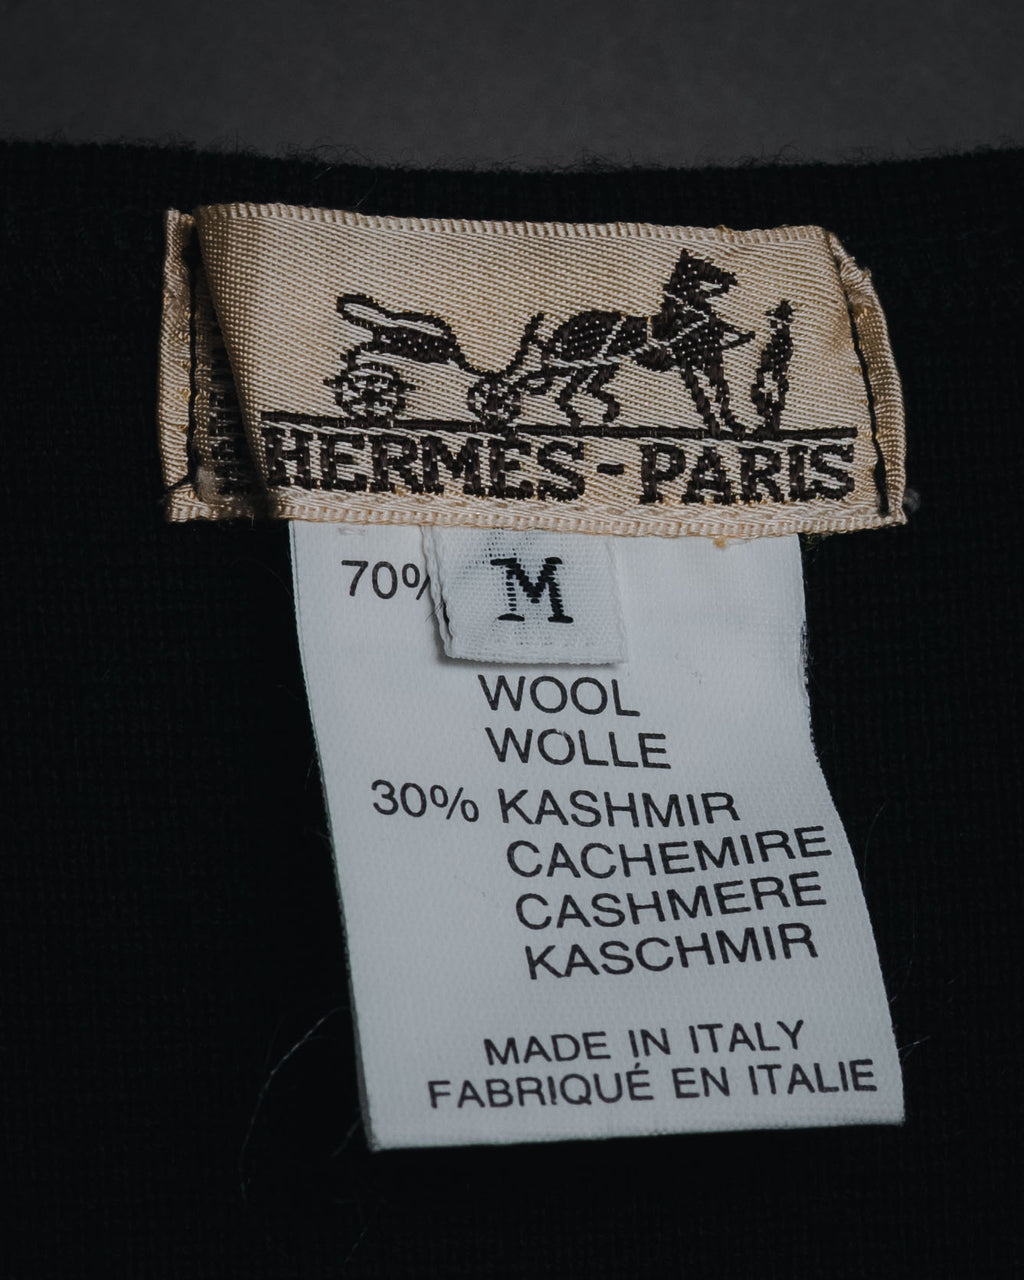 HERMES-PARIS
M
70%
WOOL
WOLLE
30% KASHMIR
CACHEMIRE
CASHMERE
KASCHMIR
MADE IN ITALY
FABRIQUÉ EN ITALIE